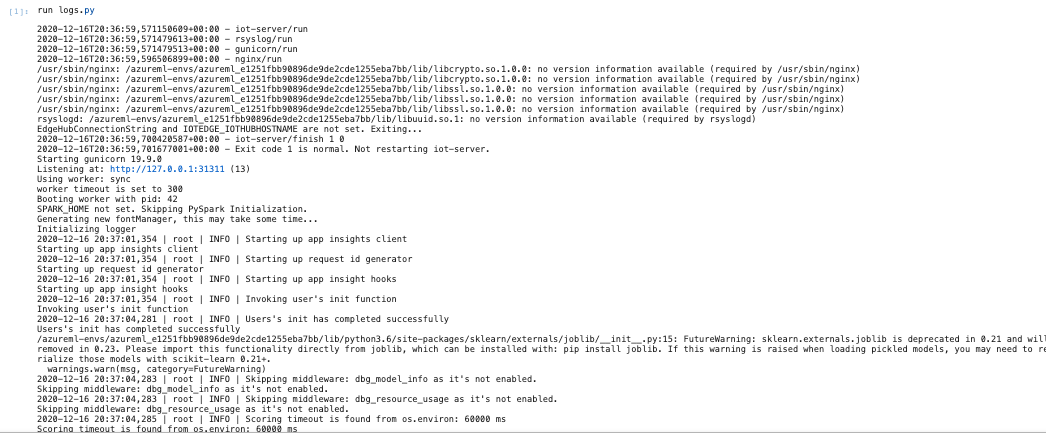 [1]: run logs.py
2020-12-16T20:36:59,571150609+00:00 - iot-server/run
2020-12-16T20:36:59,571479613+00:00 - rsyslog/run
2020-12-16T20:36:59,571479513+00:00 - gunicorn/run
2020-12-16T20:36:59,596506899+00:00 - nginx/run
/usr/sbin/nginx: /azureml-envs/azureml_e1251fbb90896de9de2cde1255eba7bb/lib/libcrypto.so.1.0.0: no version information available (required by /usr/sbin/nginx)
/usr/sbin/nginx: /azureml-envs/azureml_e1251fbb90896de9de2cde1255eba7bb/lib/libcrypto.so.1.0.0: no version information available (required by /usr/sbin/nginx)
/usr/sbin/nginx: /azureml-envs/azureml_e1251fbb90896de9de2cde1255eba7bb/lib/libssl.so.1.0.0: no version information available (required by /usr/sbin/nginx)
/usr/sbin/nginx: /azureml-envs/azureml_e1251fbb90896de9de2cde1255eba7bb/lib/libssl.so.1.0.0: no version information available (required by /usr/sbin/nginx)
/usr/sbin/nginx: /azureml-envs/azureml_e1251fbb90896de9de2cde1255eba7bb/lib/libssl.so.1.0.0: no version information available (required by /usr/sbin/nginx)
rsyslogd: /azureml-envs/azureml_e1251fbb90896de9de2cde1255eba7bb/lib/libuuid.so.1: no version information available (required by rsyslogd)
EdgeHubConnectionString and IOTEDGE_IOTHUBHOSTNAME are not set. Exiting...
2020-12-16T20:36:59,700420587+00:00 - iot-server/finish 1 0
2020-12-16T20:36:59,701677001+00:00 - Exit code 1 is normal. Not restarting iot-server.
Starting gunicorn 19.9.0
Listening at: http://127.0.0.1:31311 (13)
Using worker: sync
worker timeout is set to 300
Booting worker with pid: 42
SPARK_HOME not set. Skipping PySpark Initialization.
Generating new fontManager, this may take some time...
Initializing logger
2020-12-16 20:37:01,354 | root | INFO | Starting up app insights client
Starting up app insights client
2020-12-16 20:37:01,354 | root | INFO | Starting up request id generator
Starting up request id generator
2020-12-16 20:37:01,354 | root | INFO | Starting up app insight hooks
Starting up app insight hooks
2020-12-16 20:37:01,354 | root | INFO | Invoking user's init function
Invoking user's init function
2020-12-16 20:37:04,281 | root | INFO | Users's init has completed successfully
Users's init has completed successfully
/azureml-envs/azureml_e1251fbb90896de9de2cde1255eba7bb/lib/python3.6/site-packages/sklearn/externals/joblib/__init__.py:15: FutureWarning: sklearn.externals.joblib is deprecated in 0.21 and will
removed in 0.23. Please import this functionality directly from joblib, which can be installed with: pip install joblib. If this warning is raised when loading pickled models, you may need to re
rialize those models with scikit-learn 0.21+.
warnings.warn(msg, category=FutureWarning)
2020-12-16 20:37:04,283 | root | INFO | Skipping middleware: dbg_model_info as it's not enabled.
Skipping middleware: dbg_model_info as it's not enabled.
2020-12-16 20:37:04,283 | root | INFO | Skipping middleware: dbg_resource_usage as it's not enabled.
Skipping middleware: dbg_resource_usage as it's not enabled.
2020-12-16 20:37:04,285 | root | INFO | Scoring timeout is found from os.environ: 60000 ms
Scoring timeout is found from os.environ: 60000 ms